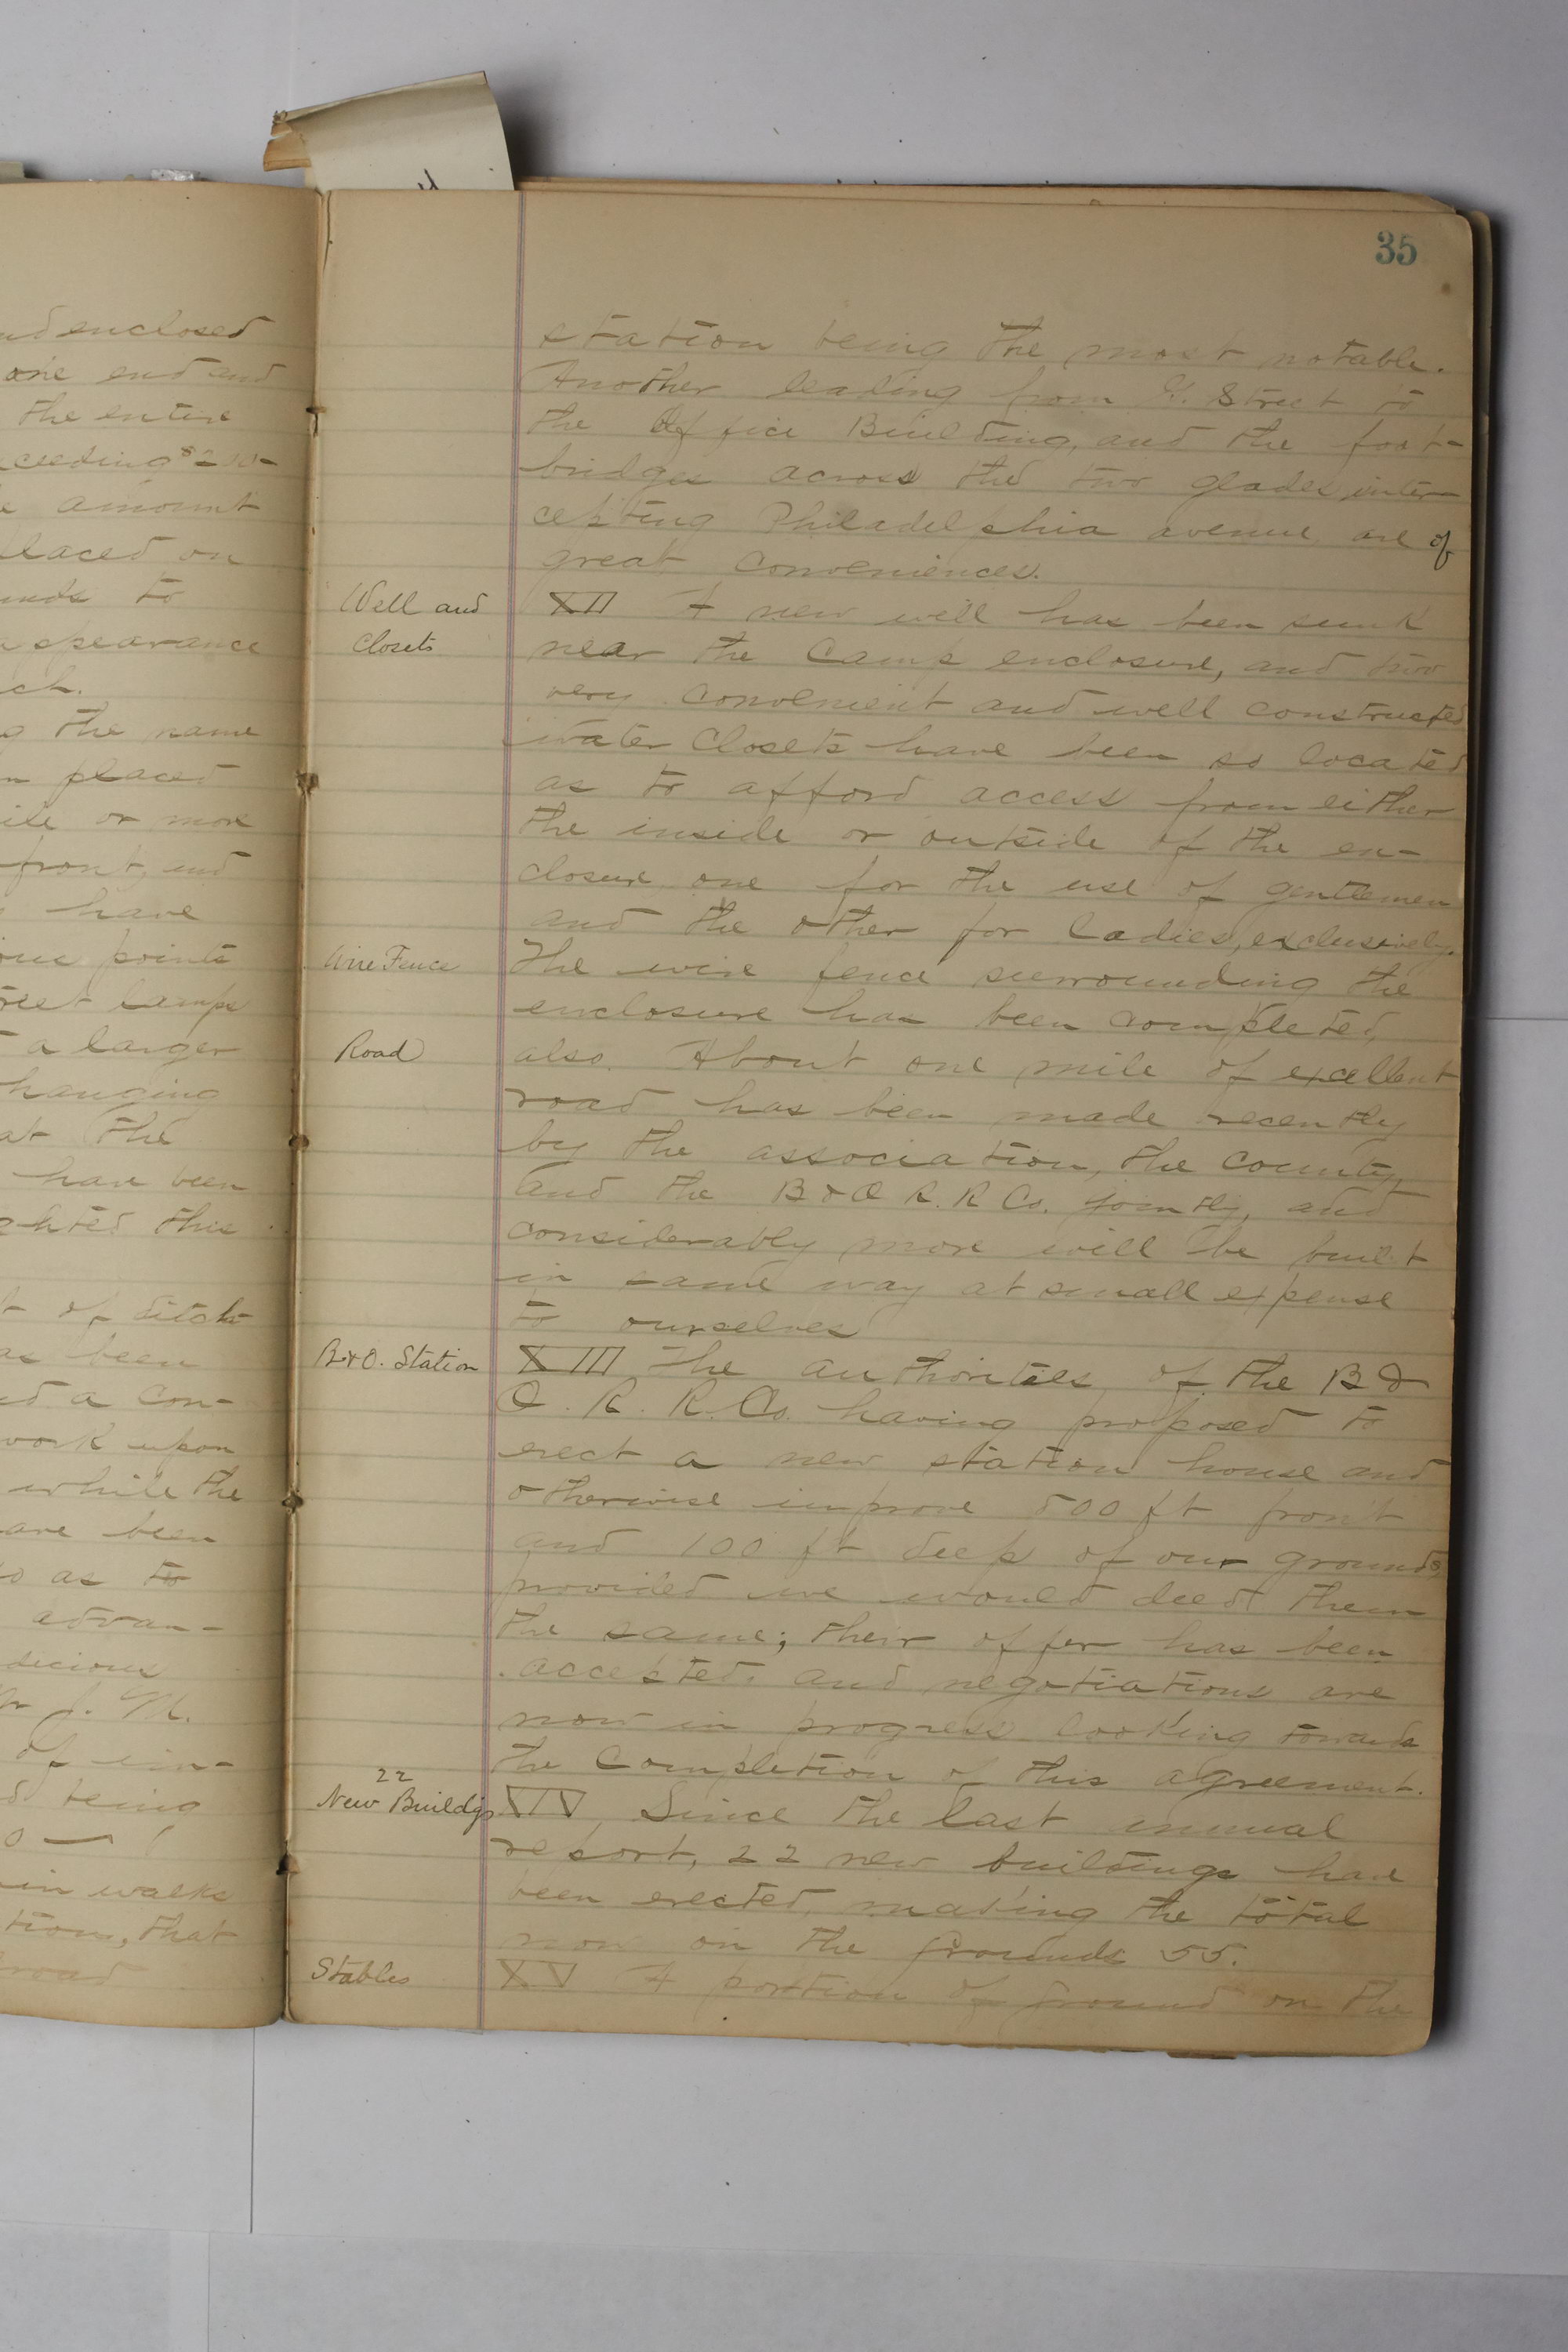 35
station being the most notable.
Another leading from G. Street to
the Office Building, and the foot-
bridges across the two glades inter-
cepting Philadelphia avenue are of
great conveniences.
Well and
Closets
XII A new well has been sunk
near the Camp enclosure, and two
very convenient and well constructed
water Closets have been so located
as to afford access from either
the inside or outside of the en-
closure, one for the use of gentlemen
and the other for ladies, exclusively.
Wire Fence
The wire fence surrounding the
enclosure has been completed,
Road
also. About one mile of excellent
road has been made recently
by the association, the County,
and the B & O R. R Co. jointly, and
considerably more will be built
in same way at small expense
to ourselves
B. & O. Station
XIII The authorities of the B &
O. R. R. Co. having proposed to
erect a new station house and
otherwise improve 500 ft front
and 100 ft deep of our grounds,
provided we would deed them
the same; their offer has been
accepted, and negotiations are
now in progress looking towards
the Completion of this agreement.
22
New Buildgs
XIV Since the last annual
report, 22 new buildings have
been erected, making the total
now on the grounds 55.
Stables
XV A portion of ground on the
nd enclosed
one end and
the entire
ceeding $200-
amount
laced on
unds to
appearance
ch.
g the name
n placed
ile or more
front, and
have
ous points
reet lamps
a larger
hanging
at the
have been
ghted this
t of ditch
as been
ed a Con-
work upon
while the
are been
so as to
advan-
dicious
J. M.
of im-
d being
in walks
tion, that
road